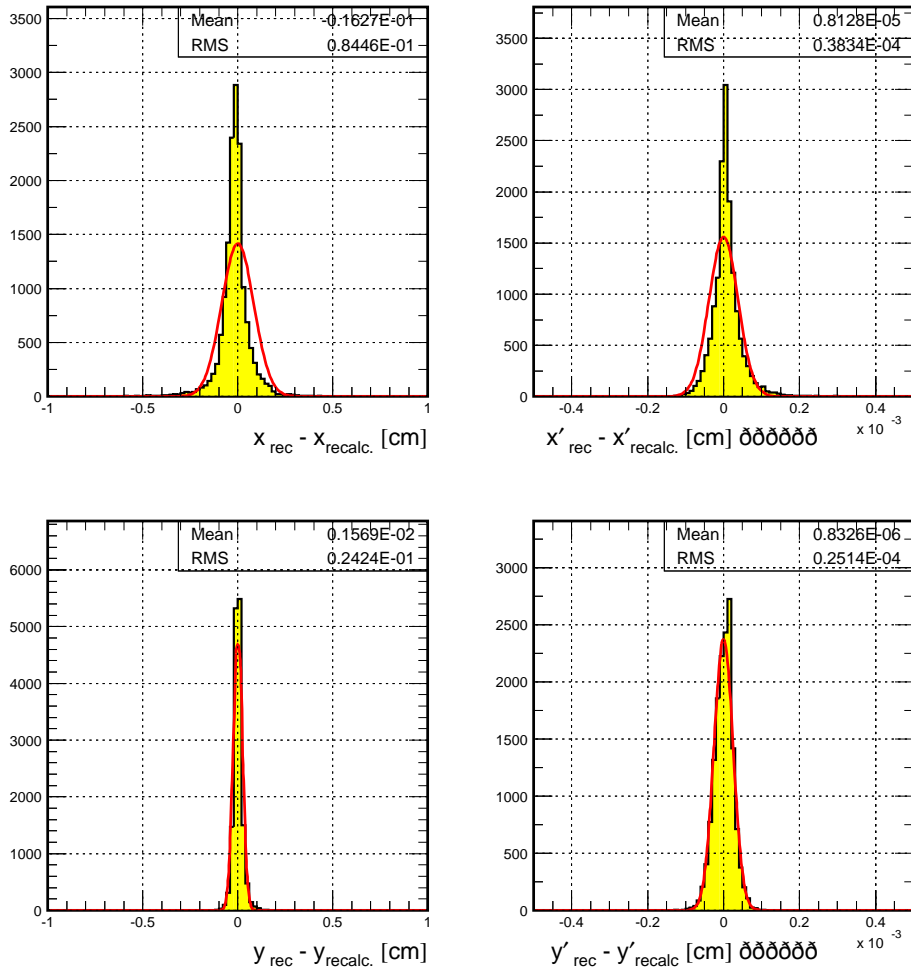 Mean -0.1627E-01
RMS 0.8446E-01
3500
3000
2500
2000
1500
1000
500
0
-1 -0.5 0 0.5 1
x rec - x recalc. [cm]
Mean 0.8128E-05
RMS 0.3834E-04
3500
3000
2500
2000
1500
1000
500
0
-0.4 -0.2 0 0.2 0.4
x 10 -3
x′ rec - x′ recalc. [cm] ðððððð
Mean 0.1569E-02
RMS 0.2424E-01
6000
5000
4000
3000
2000
1000
0
-1 -0.5 0 0.5 1
y rec - y recalc. [cm]
Mean 0.8326E-06
RMS 0.2514E-04
3000
2500
2000
1500
1000
500
0
-0.4 -0.2 0 0.2 0.4
x 10 -3
y′ rec - y′ recalc [cm] ðððððð